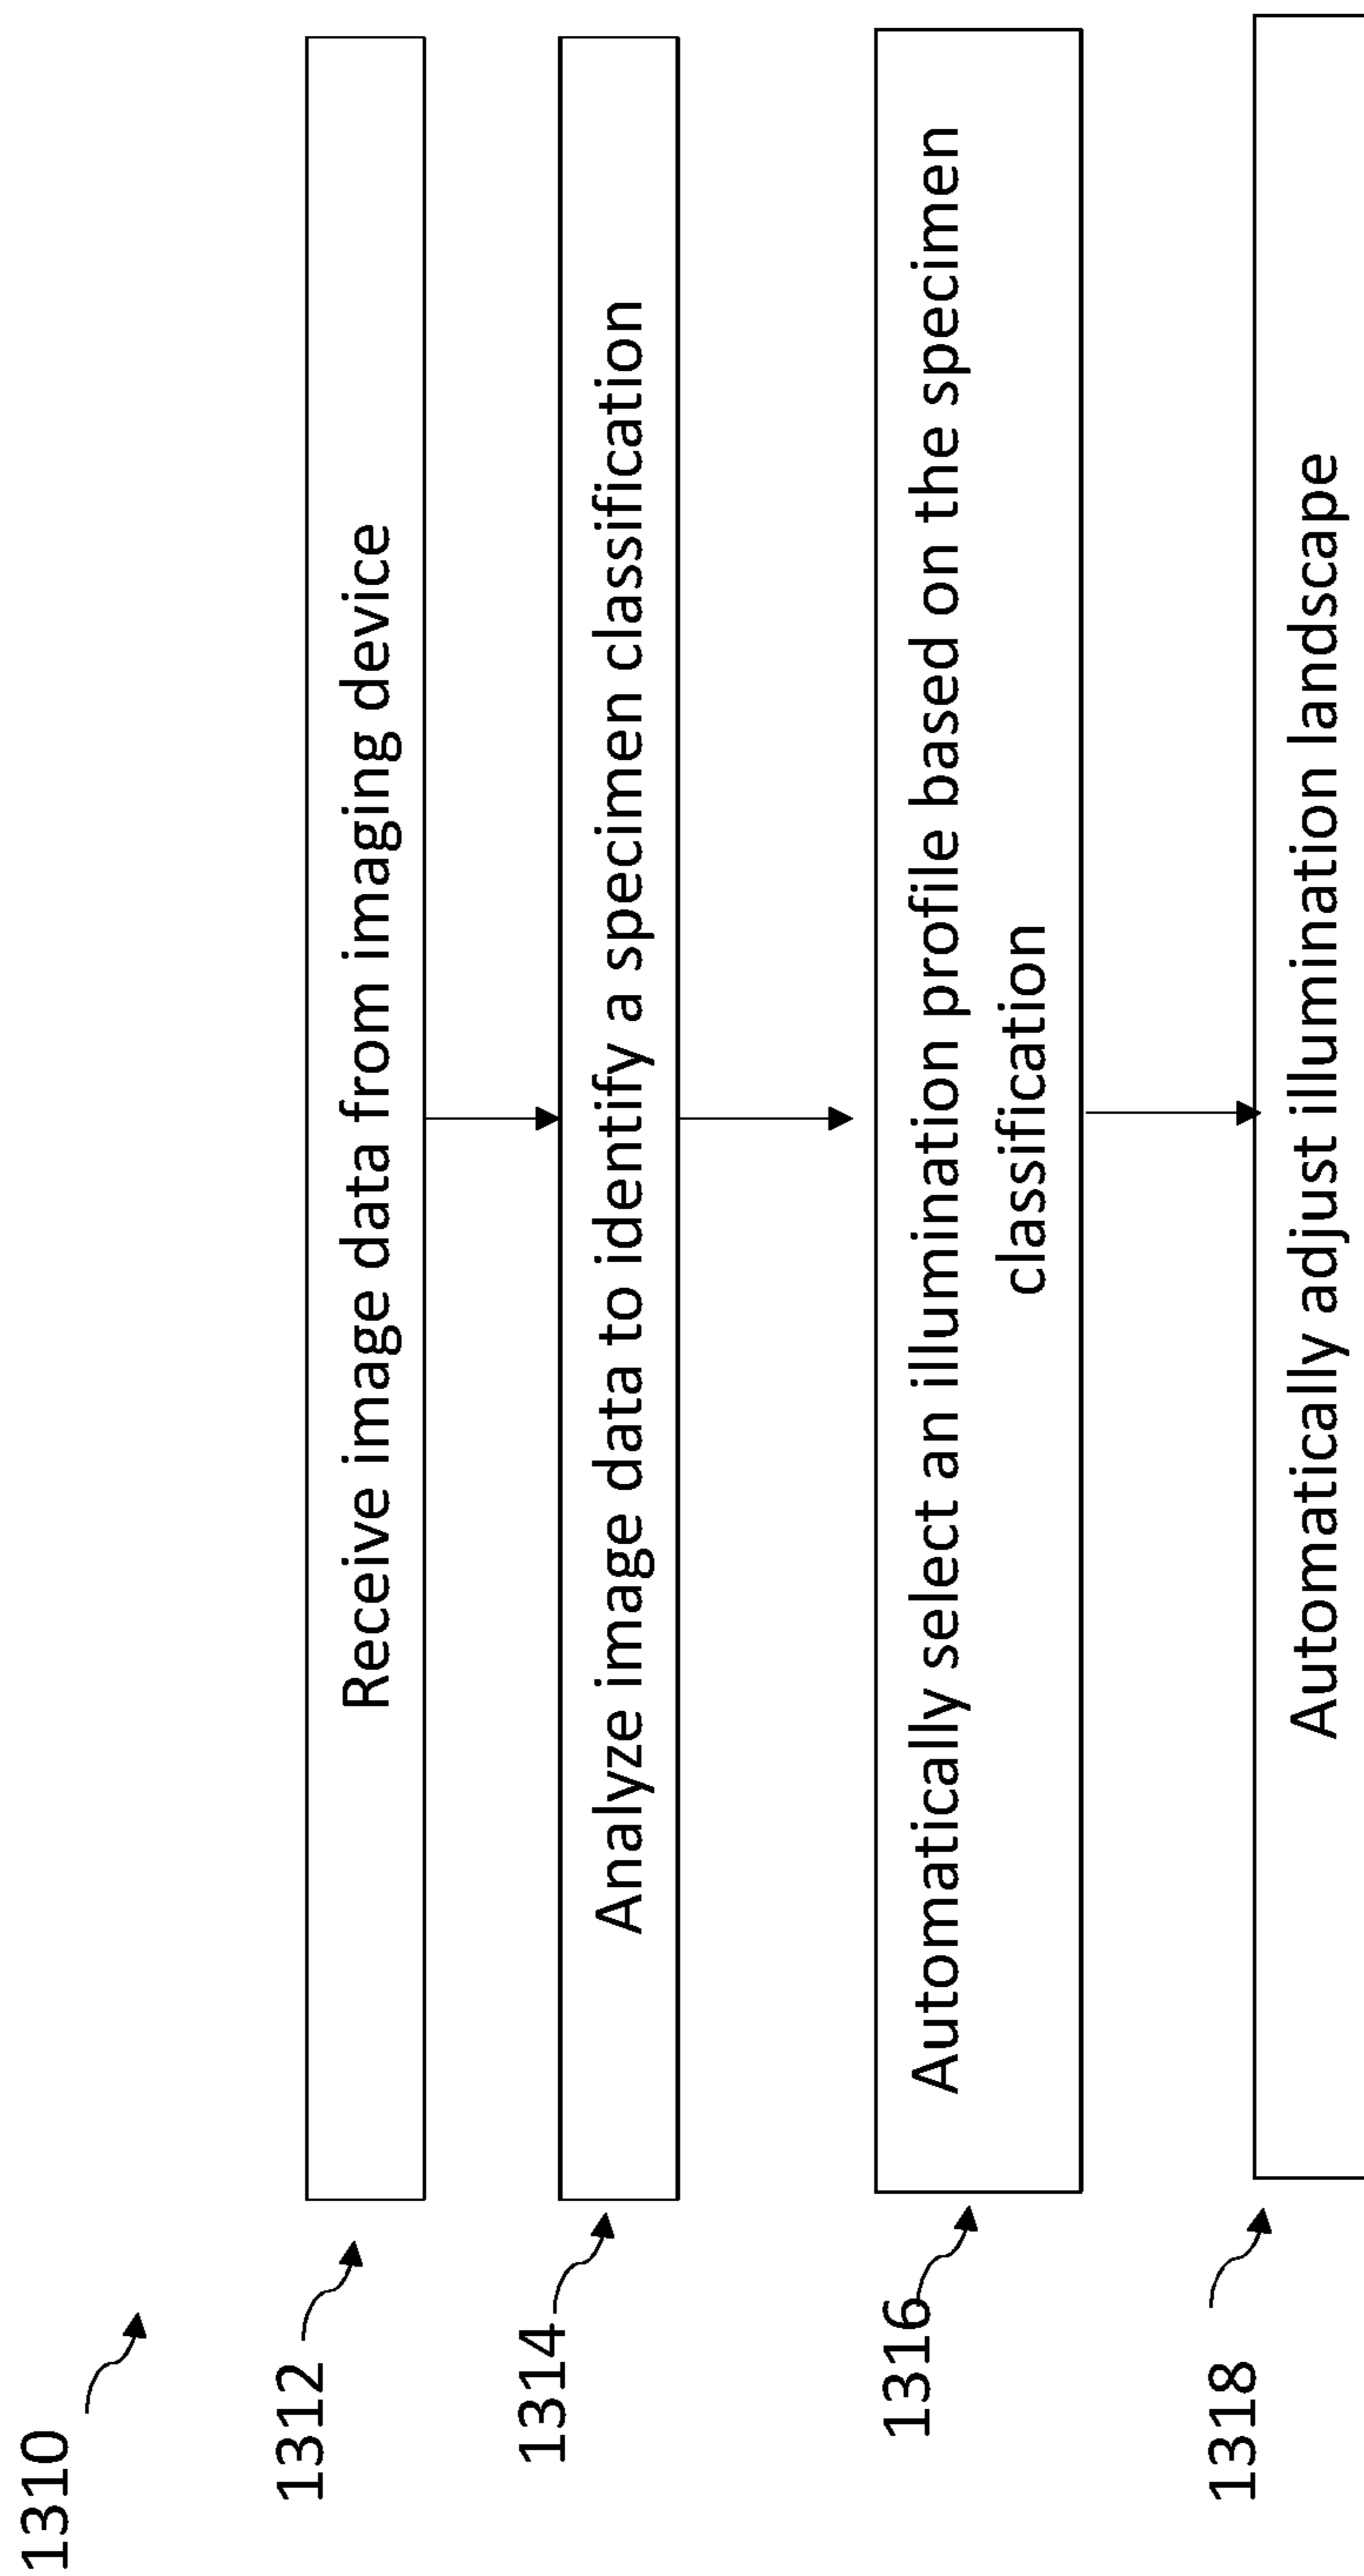 1310
1312
Receive image data from imaging device
1314
Analyze image data to identify a specimen classification
1316
Automatically select an illumination profile based on the specimen
classification
1318
Automatically adjust illumination landscape